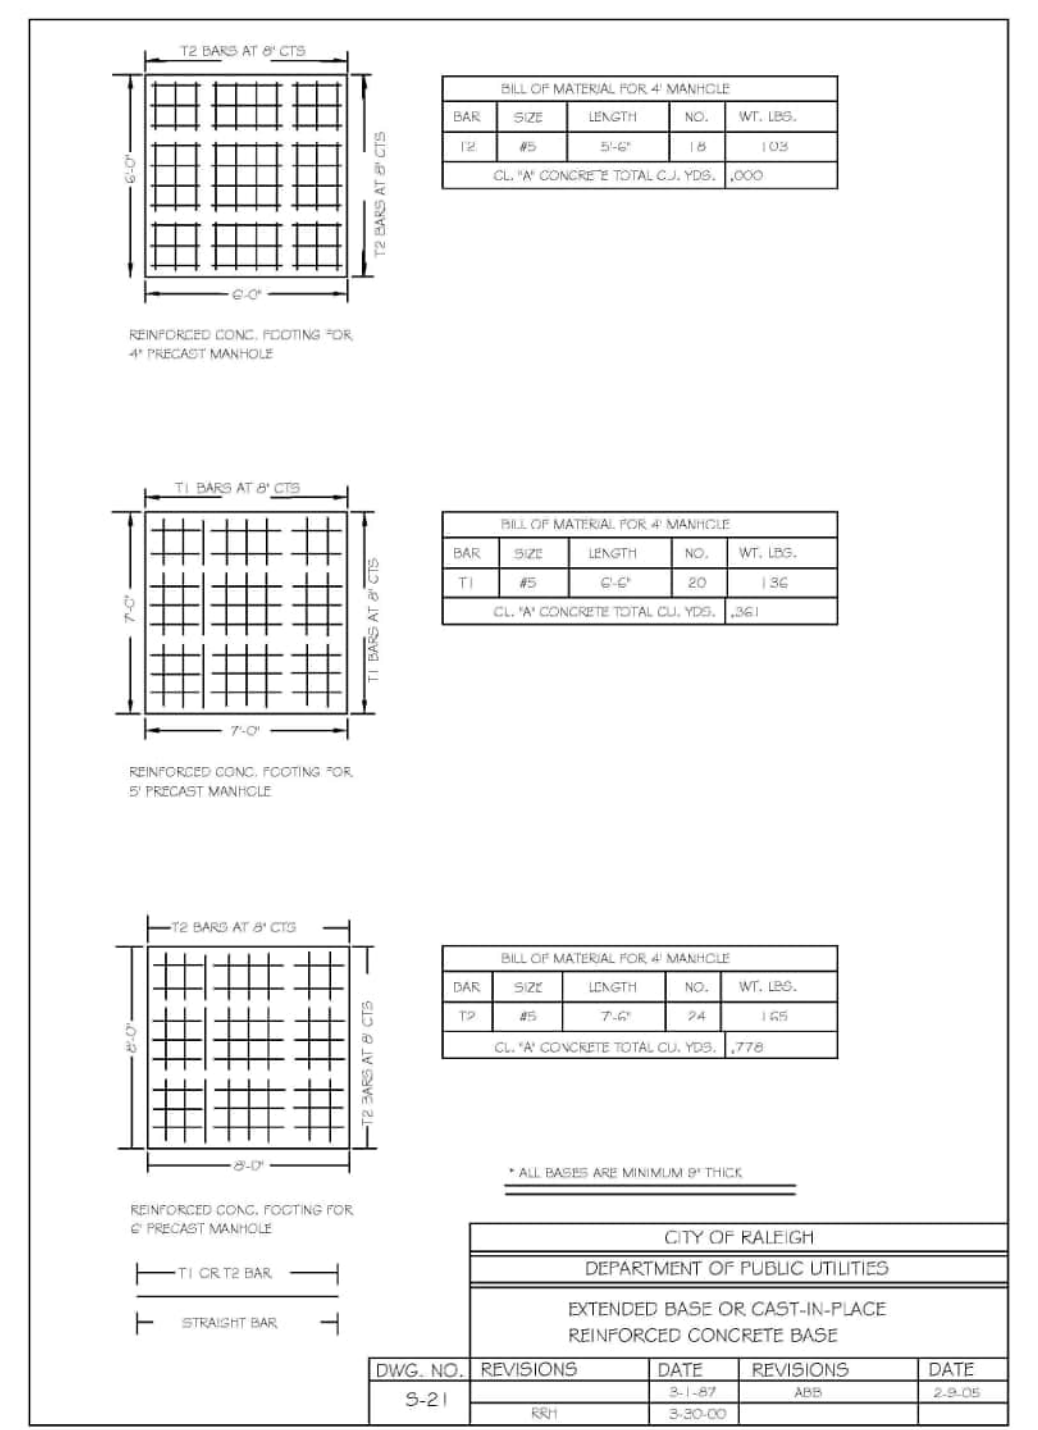 T2 BARS AT 8" CTS
6'-0"
T2 BARS AT 8" CTS
6'-0"
REINFORCED CONC. FOOTING FOR
4' PRECAST MANHOLE
BILL OF MATERIAL FOR 4' MANHOLE
BAR SIZE LENGTH NO. WT. LBS.
T2 #5 5'-6" 18 103
CL. "A" CONCRETE TOTAL CU. YDS. .000
T1 BARS AT 8" CTS
7'-0"
T1 BARS AT 8" CTS
7'-0"
REINFORCED CONC. FOOTING FOR
5' PRECAST MANHOLE
BILL OF MATERIAL FOR 4' MANHOLE
BAR SIZE LENGTH NO. WT. LBS.
T1 #5 6'-6" 20 136
CL. "A" CONCRETE TOTAL CU. YDS. .361
T2 BARS AT 8" CTS
8'-0"
T2 BARS AT 8" CTS
8'-0"
REINFORCED CONC. FOOTING FOR
6' PRECAST MANHOLE
BILL OF MATERIAL FOR 4' MANHOLE
BAR SIZE LENGTH NO. WT. LBS.
T2 #5 7'-6" 24 165
CL. "A" CONCRETE TOTAL CU. YDS. .778
* ALL BASES ARE MINIMUM 9" THICK
T1 OR T2 BAR
STRAIGHT BAR
CITY OF RALEIGH
DEPARTMENT OF PUBLIC UTILITIES
EXTENDED BASE OR CAST-IN-PLACE
REINFORCED CONCRETE BASE
DWG. NO. REVISIONS DATE REVISIONS DATE
S-21 3-1-87 ABB 2-9-05
RRH 3-30-00